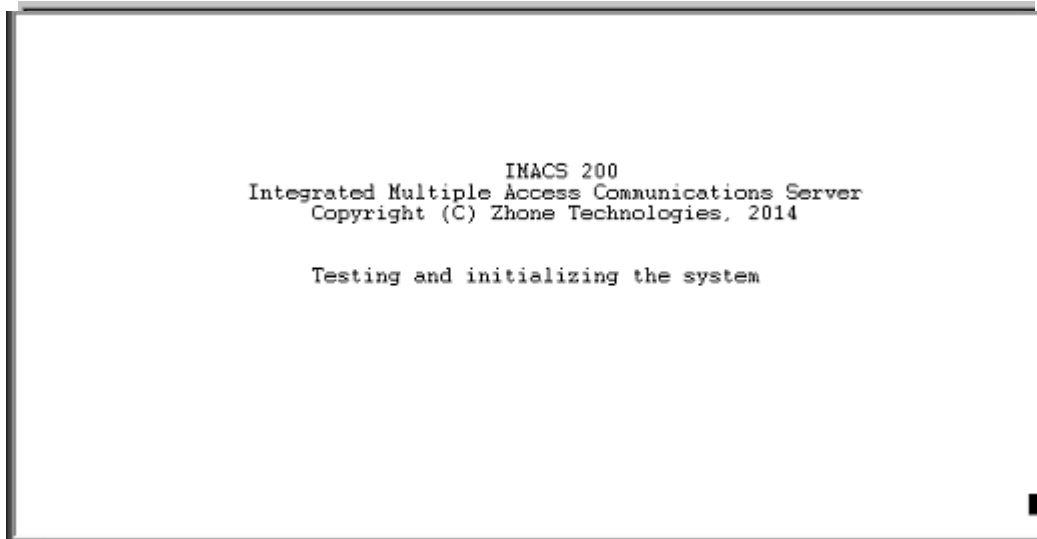 IMACS 200
Integrated Multiple Access Communications Server
Copyright (C) Zhone Technologies, 2014
Testing and initializing the system